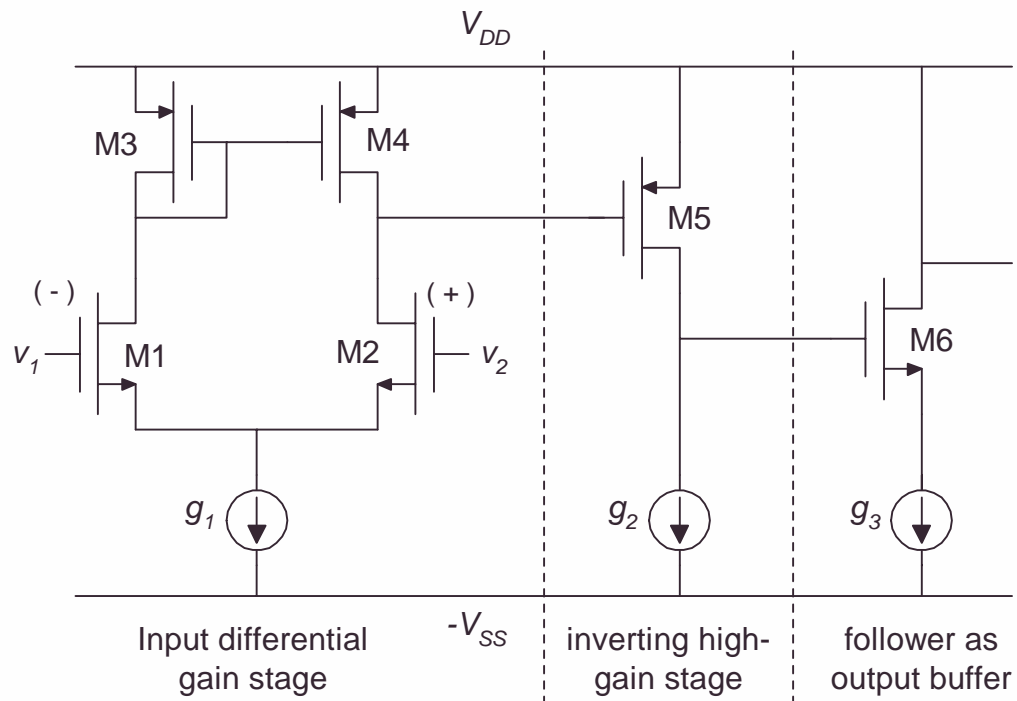 V_DD
M3
M4
M5
( - )
( + )
v_1
M1
M2
v_2
M6
g_1
g_2
g_3
-V_SS
Input differential
gain stage
inverting high-
gain stage
follower as
output buffer